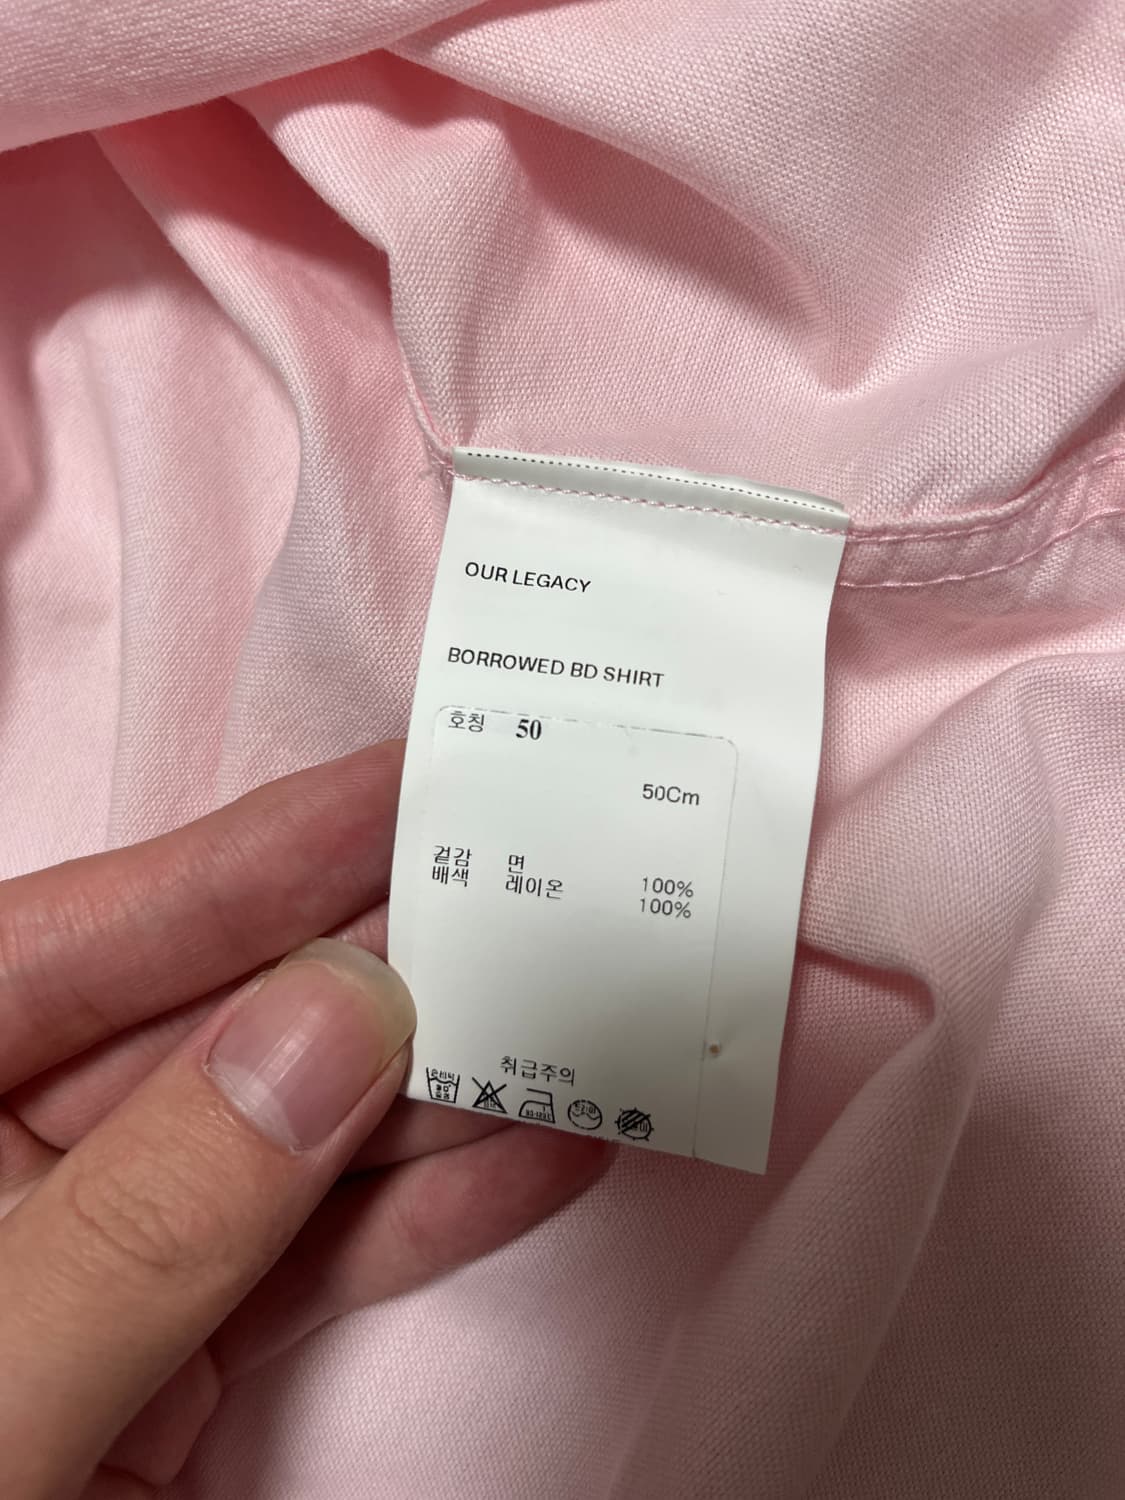 OUR LEGACY
BORROWED BD SHIRT
호칭 50
50Cm
겉감 면 100%
배색 레이온 100%
취급주의